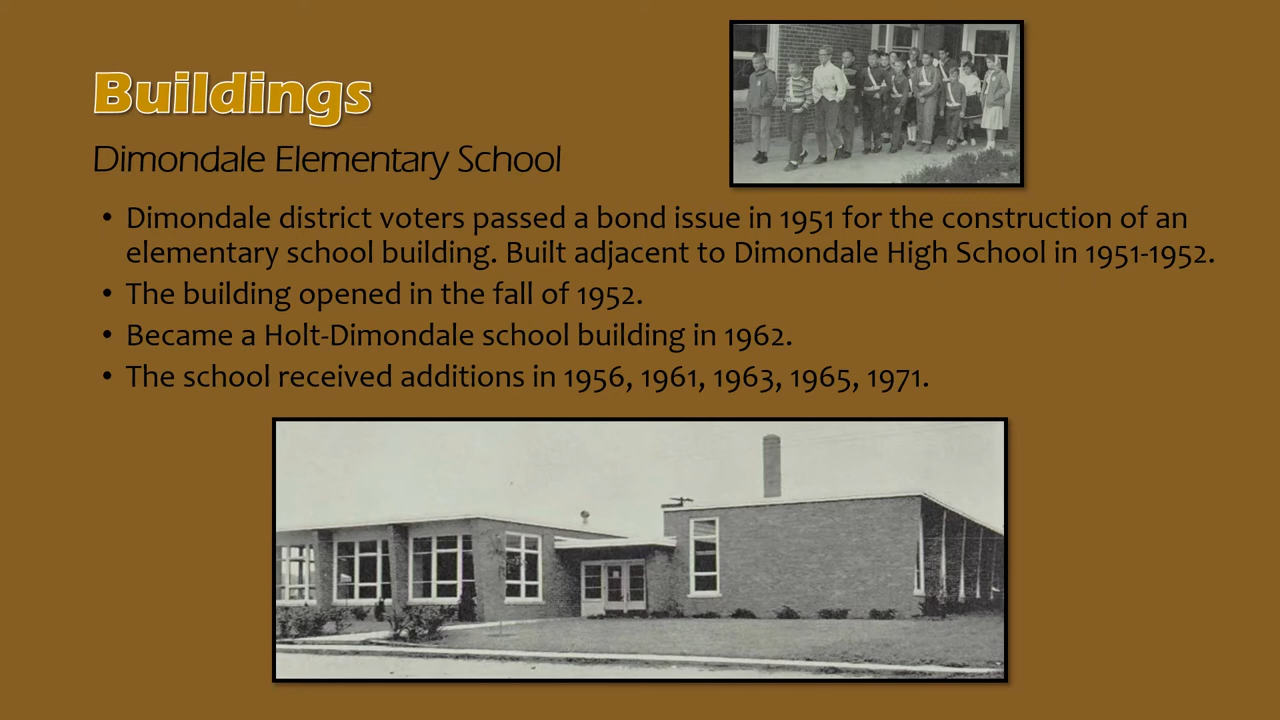 Buildings
Dimondale Elementary School
• Dimondale district voters passed a bond issue in 1951 for the construction of an
elementary school building. Built adjacent to Dimondale High School in 1951-1952.
• The building opened in the fall of 1952.
• Became a Holt-Dimondale school building in 1962.
• The school received additions in 1956, 1961, 1963, 1965, 1971.